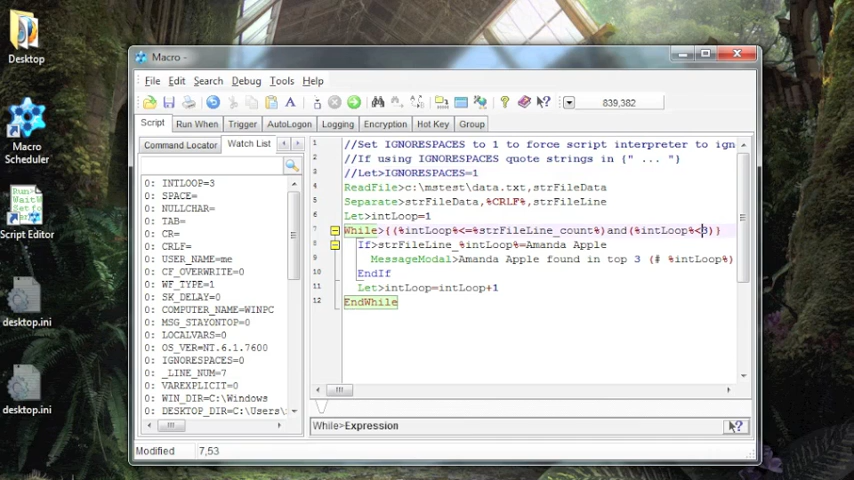 Desktop
Macro
Scheduler
Script Editor
desktop.ini
desktop.ini
Macro -
File Edit Search Debug Tools Help
839,382
Script Run When Trigger AutoLogon Logging Encryption Hot Key Group
Command Locator Watch List
0: INTLOOP=3
0: SPACE=
0: NULLCHAR=
0: TAB=
0: CR=
0: CRLF=
0: USER_NAME=me
0: CF_OVERWRITE=0
0: WF_TYPE=1
0: SK_DELAY=0
0: COMPUTER_NAME=WINPC
0: MSG_STAYONTOP=0
0: LOCALVARS=0
0: OS_VER=NT.6.1.7600
0: IGNORESPACES=0
0: _LINE_NUM=7
0: VAREXPLICIT=0
0: WIN_DIR=C:\Windows
0: DESKTOP_DIR=C:\Users\
1 //Set IGNORESPACES to 1 to force script interpreter to ign
2 //If using IGNORESPACES quote strings in {" ... "}
3 //Let>IGNORESPACES=1
4 ReadFile>c:\mstest\data.txt,strFileData
5 Separate>strFileData,%CRLF%,strFileLine
6 Let>intLoop=1
7 While>{(%intLoop%<=%strFileLine_count%)and(%intLoop%<3)}
8 If>strFileLine_%intLoop%=Amanda Apple
9 MessageModal>Amanda Apple found in top 3 (# %intLoop%)
10 EndIf
11 Let>intLoop=intLoop+1
12 EndWhile
While>Expression
Modified 7,53